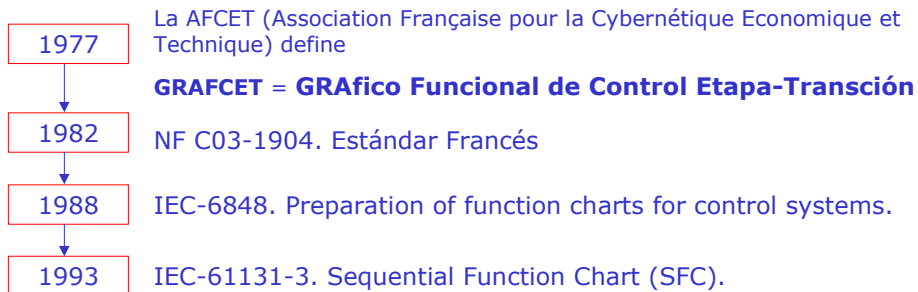 1977
La AFCET (Association Française pour la Cybernétique Economique et
Technique) define
GRAFCET = GRAfico Funcional de Control Etapa-Transción
1982
NF C03-1904. Estándar Francés
1988
IEC-6848. Preparation of function charts for control systems.
1993
IEC-61131-3. Sequential Function Chart (SFC).